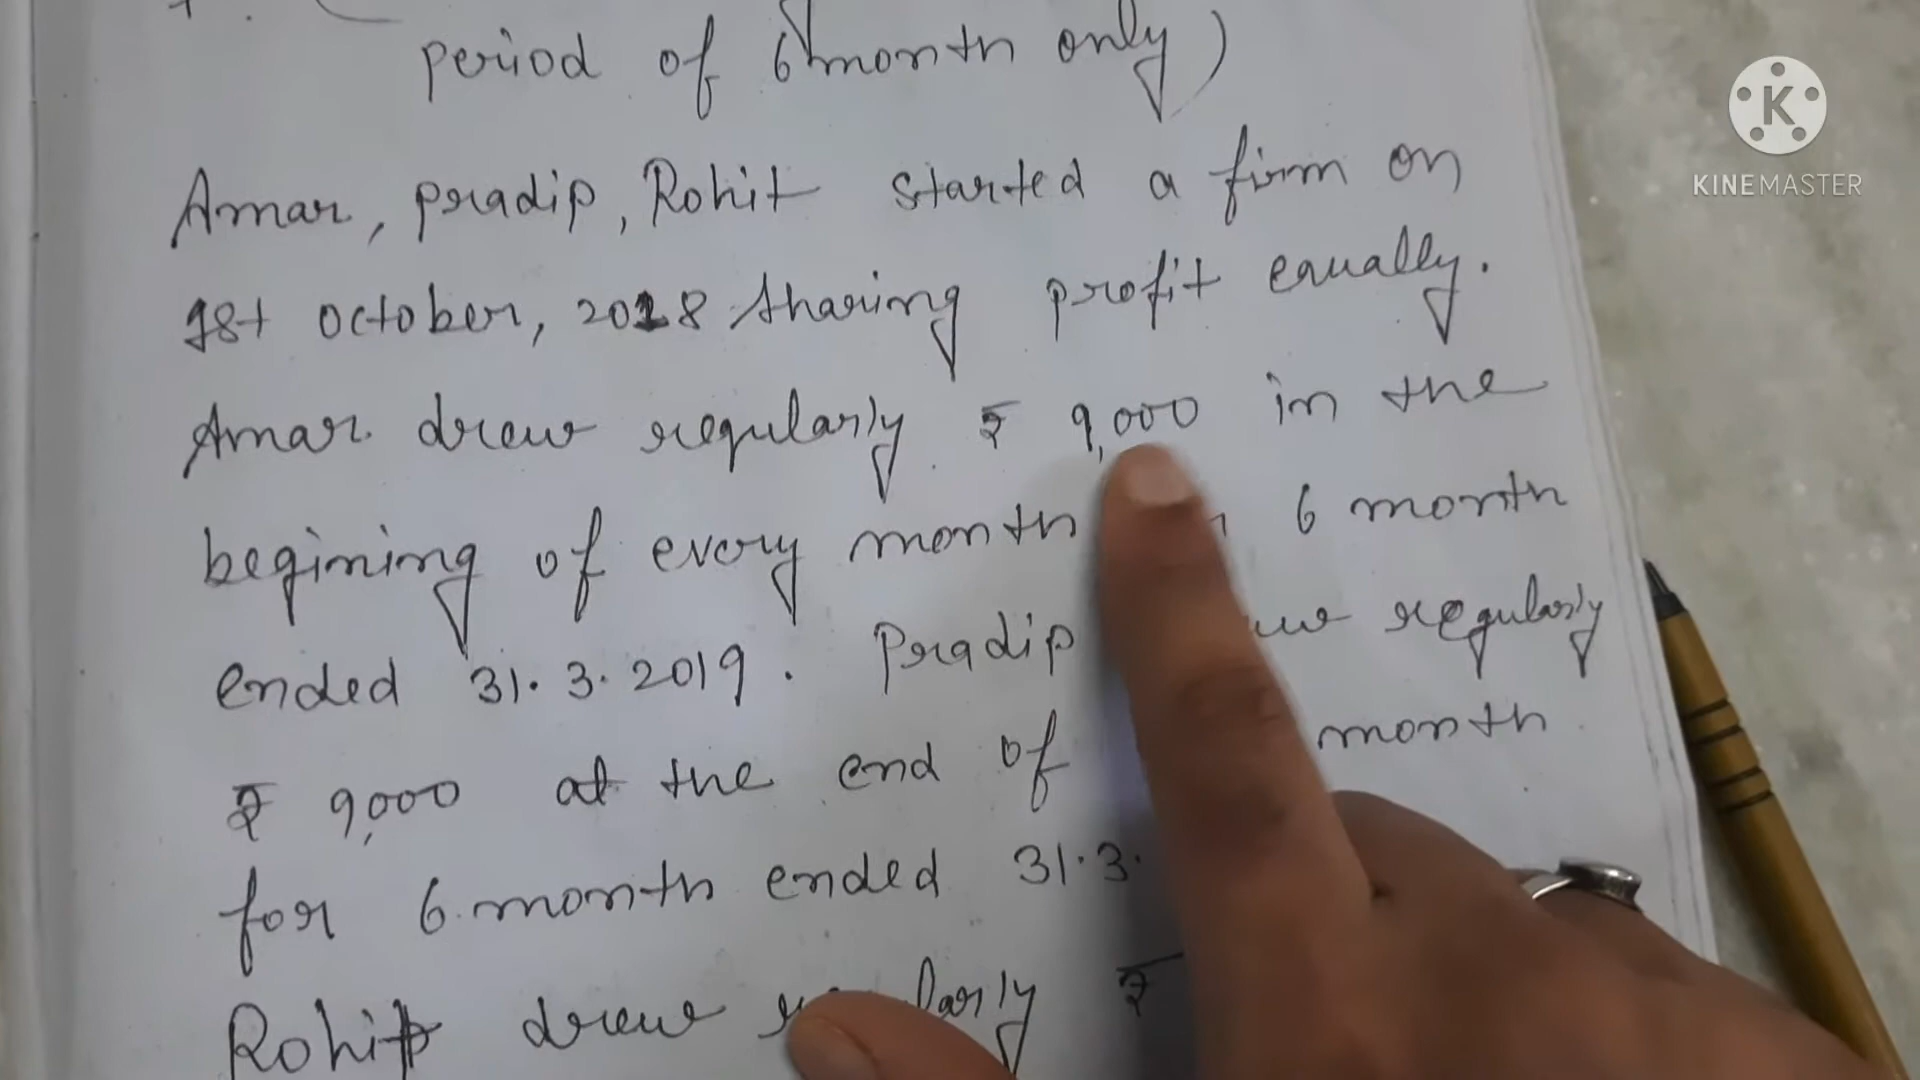 period of 6 month only)
KINEMASTER
Amar, pradip, Rohit started a firm on
1st october, 2018 sharing profit equally.
Amar drew regularly ₹ 9,000 in the
begining of every month 6 month
ended 31.3.2019. Pradip regularly
₹ 9,000 at the end of month
for 6 month ended 31.3.
Rohit drew ₹